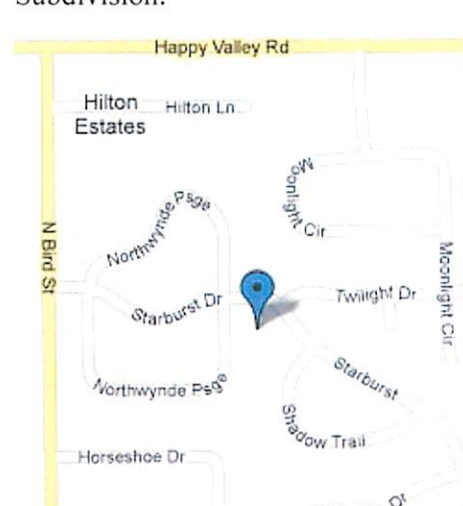 Subdivision.
Happy Valley Rd
Hilton
Estates
Hilton Ln
Moonlight Cir
Northwynde Psge
N Bird St
Moonlight Cir
Starburst Dr
Twilight Dr
Northwynde Psge
Starburst
Shadow Trail
Horseshoe Dr
Dr